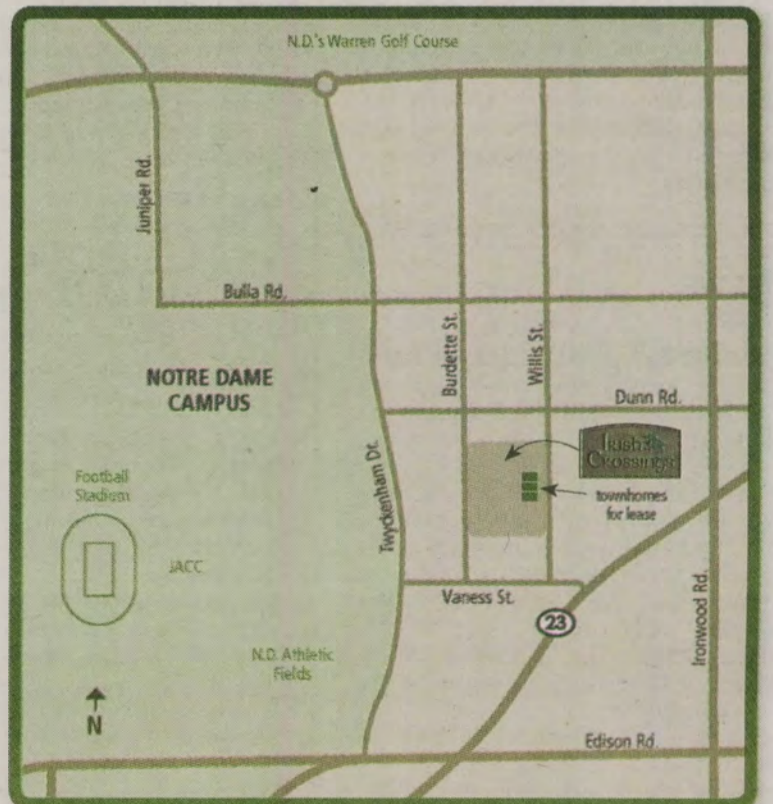 N.D.'s Warren Golf Course
Juniper Rd.
Bulla Rd.
Burdette St.
Willis St.
NOTRE DAME
CAMPUS
Dunn Rd.
Irish
Crossings
Football
Stadium
Twyckenham Dr.
townhomes
for lease
JACC
Vaness St.
23
Ironwood Rd.
N.D. Athletic
Fields
N
Edison Rd.